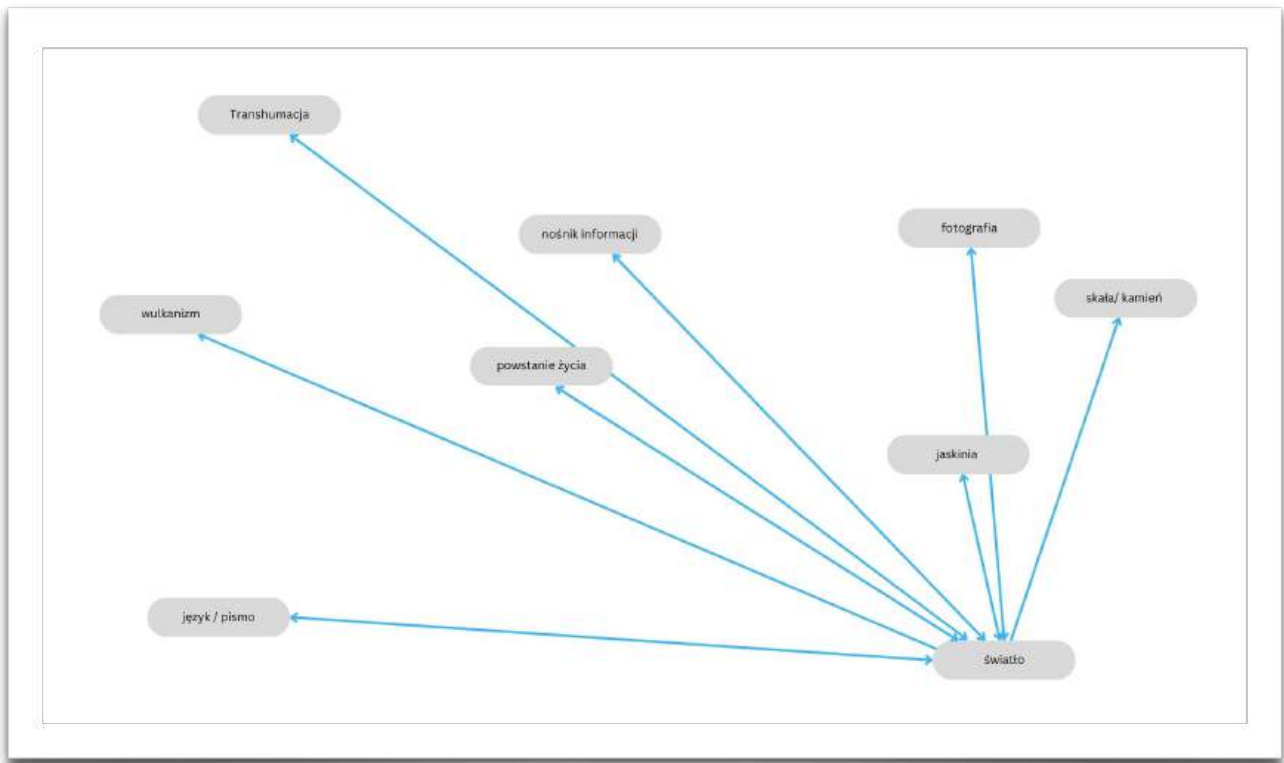 Transhumacja
nośnik informacji
fotografia
skała/ kamień
wulkanizm
powstanie życia
jaskinia
język / pismo
światło